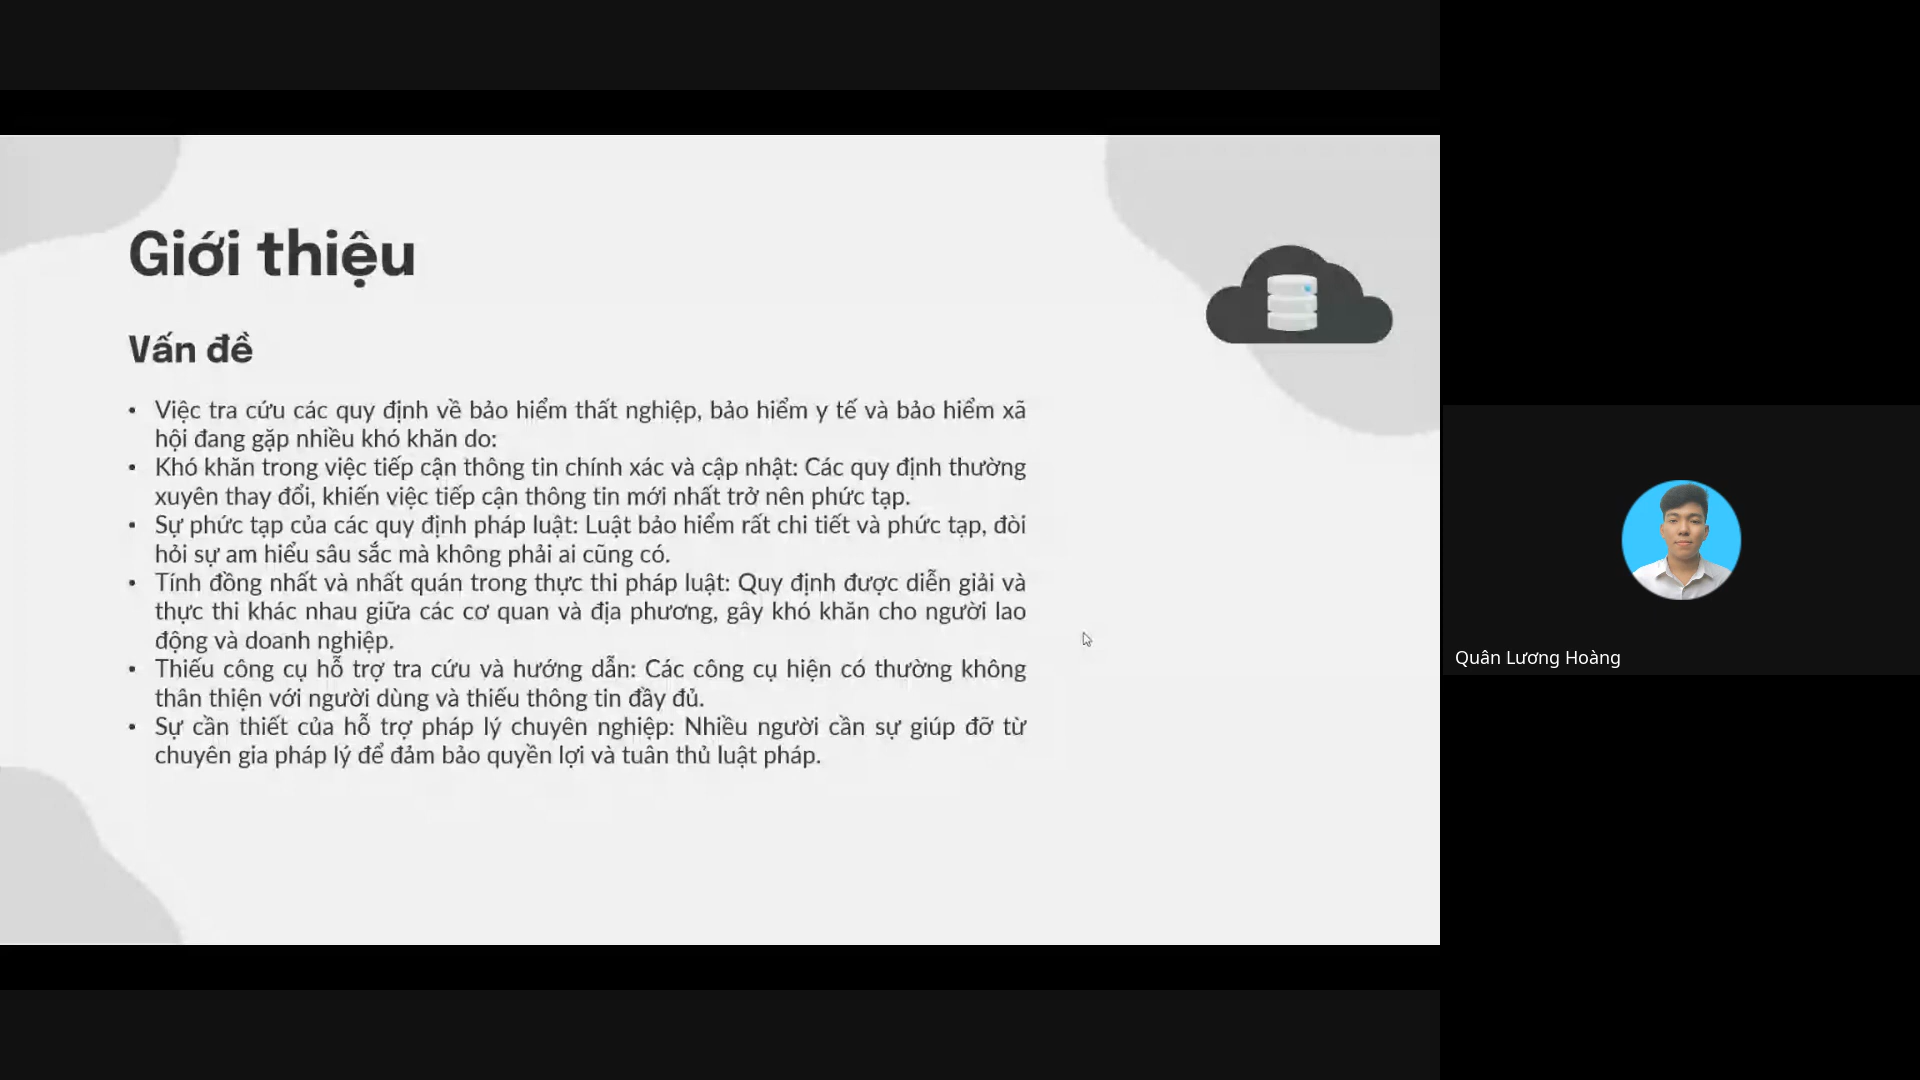 Giới thiệu
Vấn đề
• Việc tra cứu các quy định về bảo hiểm thất nghiệp, bảo hiểm y tế và bảo hiểm xã
hội đang gặp nhiều khó khăn do:
• Khó khăn trong việc tiếp cận thông tin chính xác và cập nhật: Các quy định thường
xuyên thay đổi, khiến việc tiếp cận thông tin mới nhất trở nên phức tạp.
• Sự phức tạp của các quy định pháp luật: Luật bảo hiểm rất chi tiết và phức tạp, đòi
hỏi sự am hiểu sâu sắc mà không phải ai cũng có.
• Tính đồng nhất và nhất quán trong thực thi pháp luật: Quy định được diễn giải và
thực thi khác nhau giữa các cơ quan và địa phương, gây khó khăn cho người lao
động và doanh nghiệp.
• Thiếu công cụ hỗ trợ tra cứu và hướng dẫn: Các công cụ hiện có thường không
thân thiện với người dùng và thiếu thông tin đầy đủ.
• Sự cần thiết của hỗ trợ pháp lý chuyên nghiệp: Nhiều người cần sự giúp đỡ từ
chuyên gia pháp lý để đảm bảo quyền lợi và tuân thủ luật pháp.
Quân Lương Hoàng